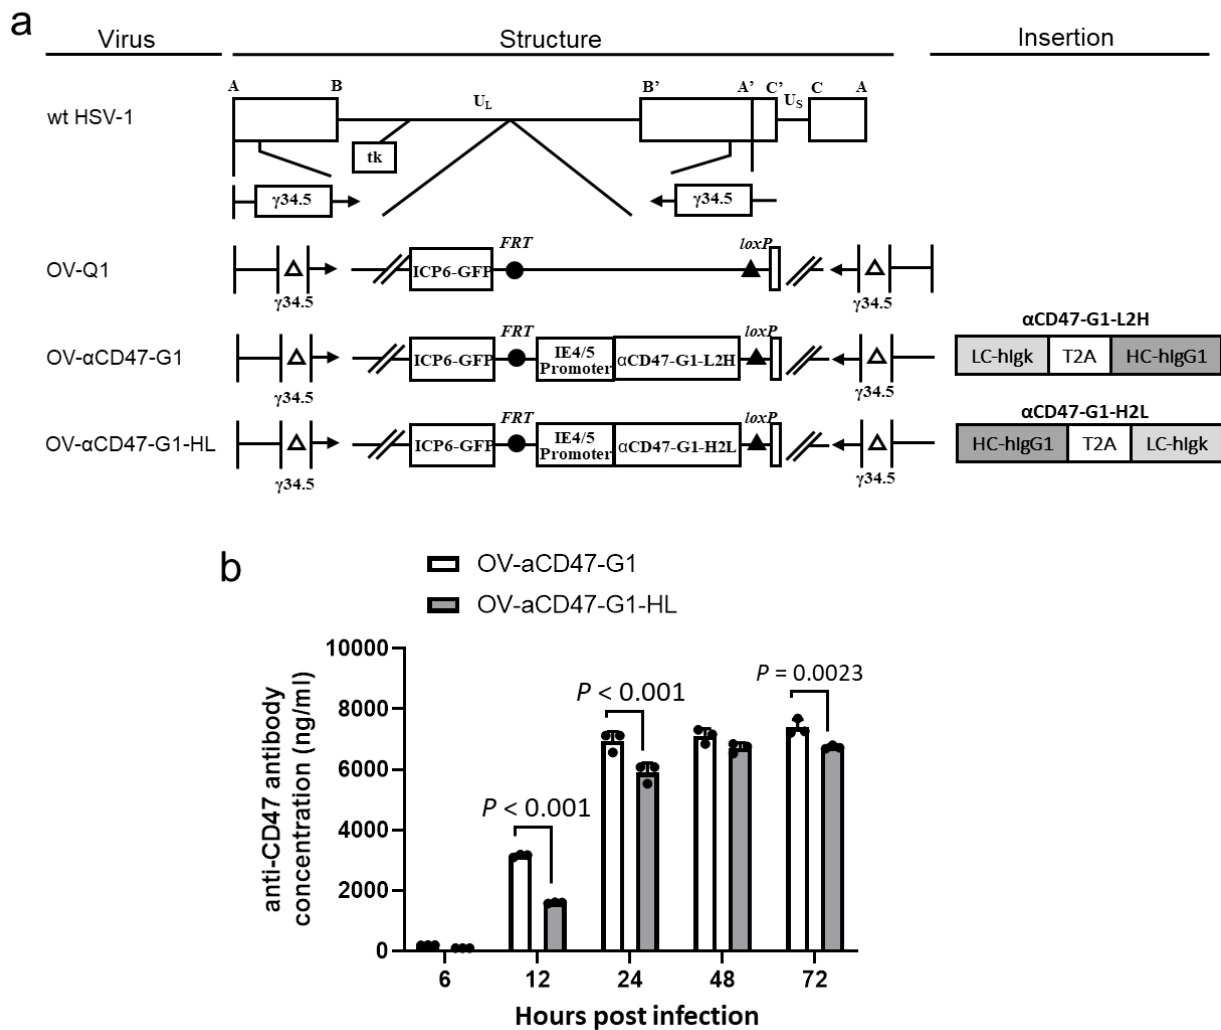 a
Virus Structure Insertion
A B B’ A’ C’ C A
U_L U_S
wt HSV-1
tk
γ34.5 γ34.5
FRT loxP
OV-Q1 Δ ICP6-GFP Δ
γ34.5 γ34.5
αCD47-G1-L2H
FRT loxP
OV-αCD47-G1 Δ ICP6-GFP IE4/5 Promoter αCD47-G1-L2H Δ LC-hIgk T2A HC-hIgG1
γ34.5 γ34.5
αCD47-G1-H2L
FRT loxP
OV-αCD47-G1-HL Δ ICP6-GFP IE4/5 Promoter αCD47-G1-H2L Δ HC-hIgG1 T2A LC-hIgk
γ34.5 γ34.5
b
OV-aCD47-G1
OV-aCD47-G1-HL
anti-CD47 antibody
concentration (ng/ml)
10000
8000
6000
4000
2000
0
P < 0.001
P < 0.001
P = 0.0023
6 12 24 48 72
Hours post infection